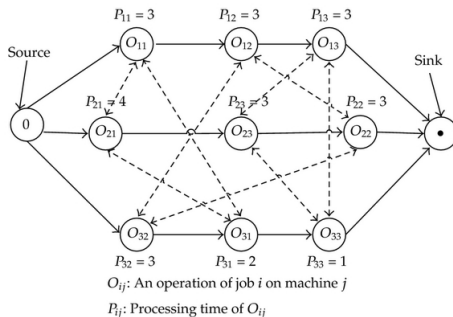 P₁₁ = 3 P₁₂ = 3 P₁₃ = 3
Source O₁₁ O₁₂ O₁₃ Sink
P₂₁ = 4 P₂₃ = 3 P₂₂ = 3
0 O₂₁ O₂₃ O₂₂
O₃₂ O₃₁ O₃₃
P₃₂ = 3 P₃₁ = 2 P₃₃ = 1
Oᵢⱼ: An operation of job i on machine j
Pᵢⱼ: Processing time of Oᵢⱼ